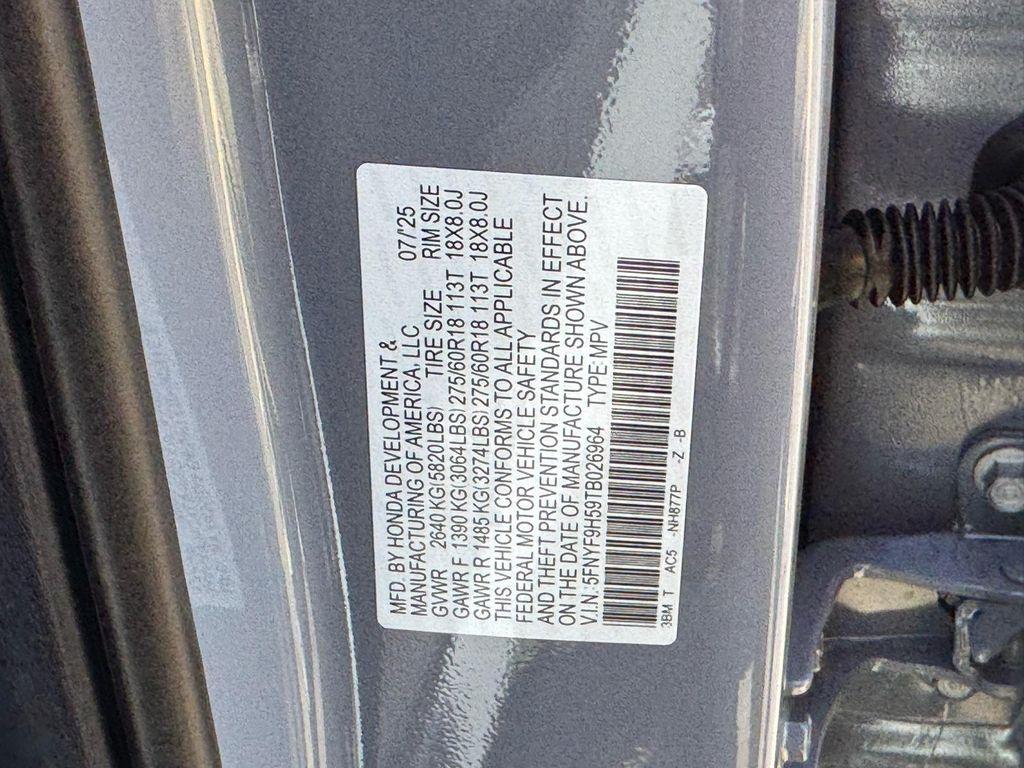 MFD. BY HONDA DEVELOPMENT &
MANUFACTURING OF AMERICA, LLC 07/'25
GVWR 2640 KG(5820LBS) TIRE SIZE RIM SIZE
GAWR F 1390 KG(3064LBS)275/60R18 113T 18X8.0J
GAWR R 1485 KG(3274LBS)275/60R18 113T 18X8.0J
THIS VEHICLE CONFORMS TO ALL APPLICABLE
FEDERAL MOTOR VEHICLE SAFETY
AND THEFT PREVENTION STANDARDS IN EFFECT
ON THE DATE OF MANUFACTURE SHOWN ABOVE.
V.I.N.:5FNYF9H59TB026964 TYPE:MPV
3BM T AC5 -NH877P -Z -B